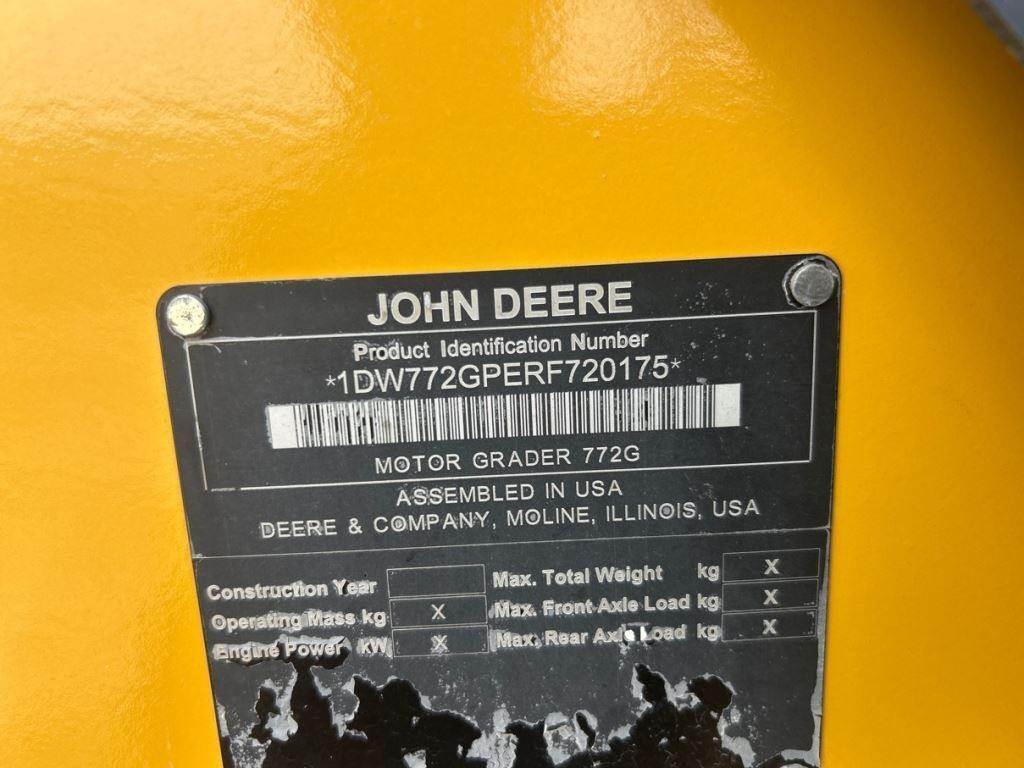 JOHN DEERE
Product Identification Number
*1DW772GPERF720175*
MOTOR GRADER 772G
ASSEMBLED IN USA
DEERE & COMPANY, MOLINE, ILLINOIS, USA
Construction Year
Max. Total Weight kg X
Operating Mass kg X
Max. Front Axle Load kg X
Engine Power kW X
Max. Rear Axle Load kg X